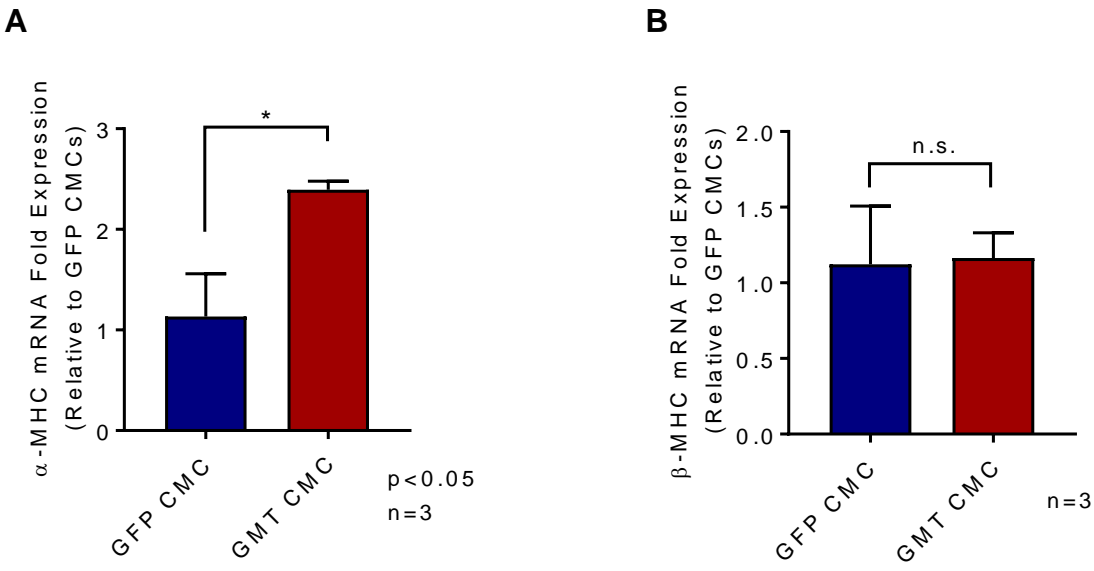 A
α-MHC mRNA Fold Expression
(Relative to GFP CMCs)
3
2
1
0
*
GFP CMC
GMT CMC
p<0.05
n=3
B
β-MHC mRNA Fold Expression
(Relative to GFP CMCs)
2.0
1.5
1.0
0.5
0.0
n.s.
GFP CMC
GMT CMC
n=3